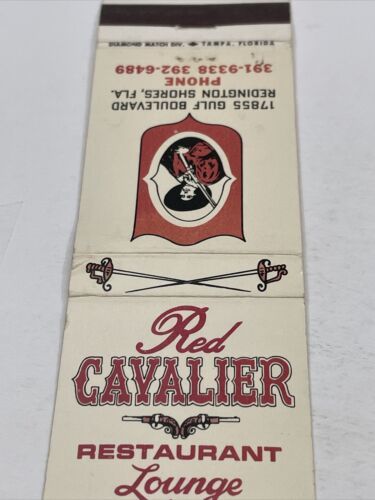 DIAMOND MATCH DIV. TAMPA, FLORIDA
17855 GULF BOULEVARD
REDINGTON SHORES, FLA.
PHONE
391-9338 392-6489
Red
CAVALIER
RESTAURANT
Lounge